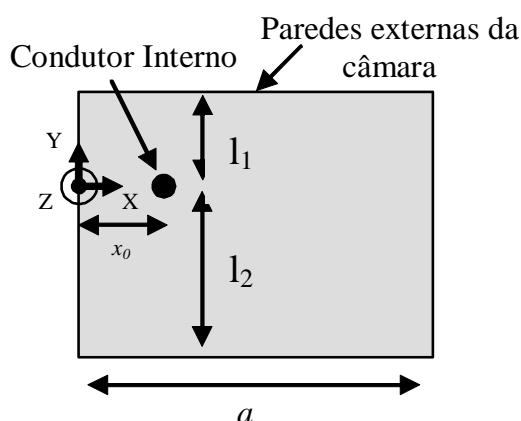 Paredes externas da
câmara
Condutor Interno
Y
l₁
Z
X
x₀
l₂
a